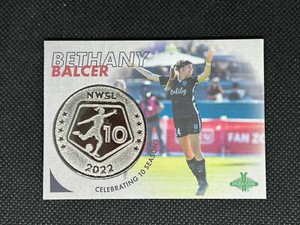 BETHANY
BALCER
NWSL
10
2022
CELEBRATING 10 SEASONS
FAN ZO